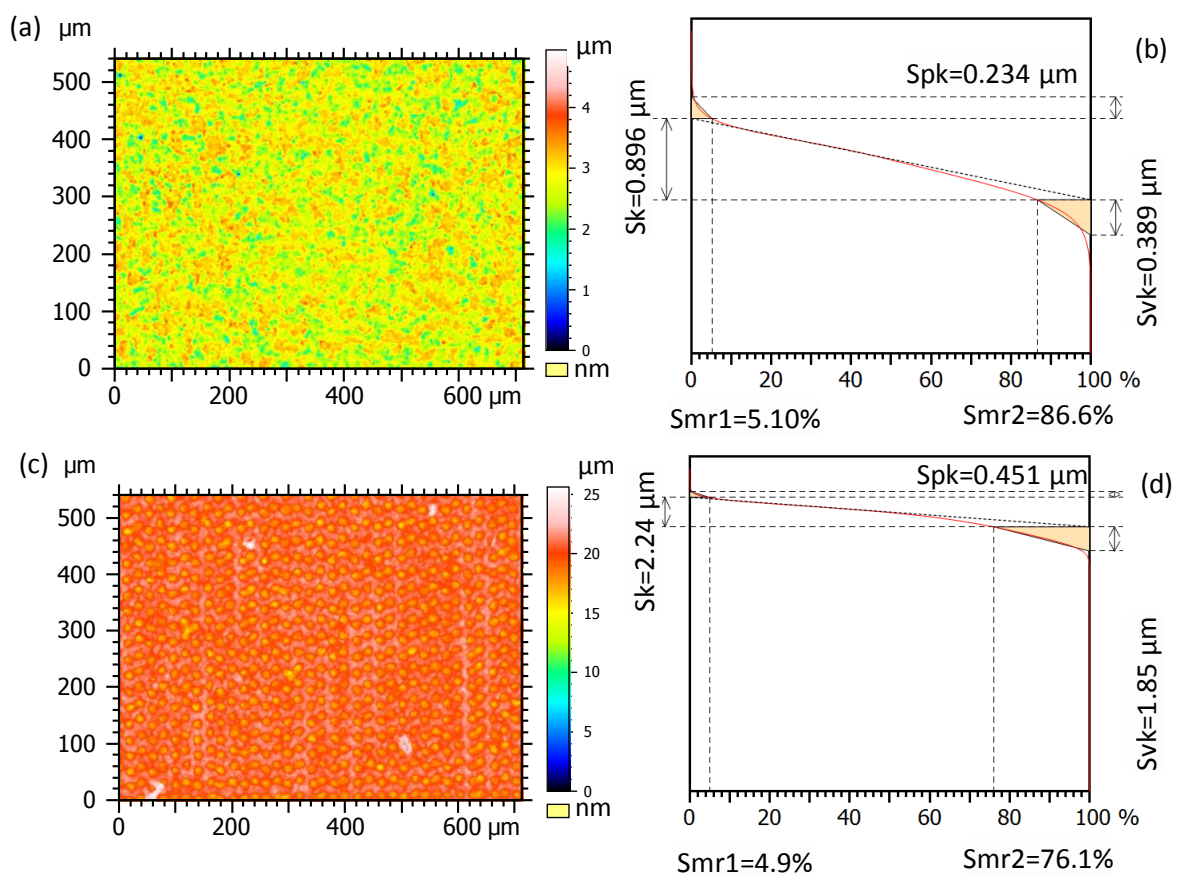 (a) µm
µm
500
400
300
200
100
0
0 200 400 600 µm
4
3
2
1
0
nm
(b)
Spk=0.234 µm
Sk=0.896 µm
Svk=0.389 µm
0 20 40 60 80 100 %
Smr1=5.10% Smr2=86.6%
(c) µm
µm
500
400
300
200
100
0
0 200 400 600 µm
25
20
15
10
5
0
nm
(d)
Spk=0.451 µm
Sk=2.24 µm
Svk=1.85 µm
0 20 40 60 80 100 %
Smr1=4.9% Smr2=76.1%